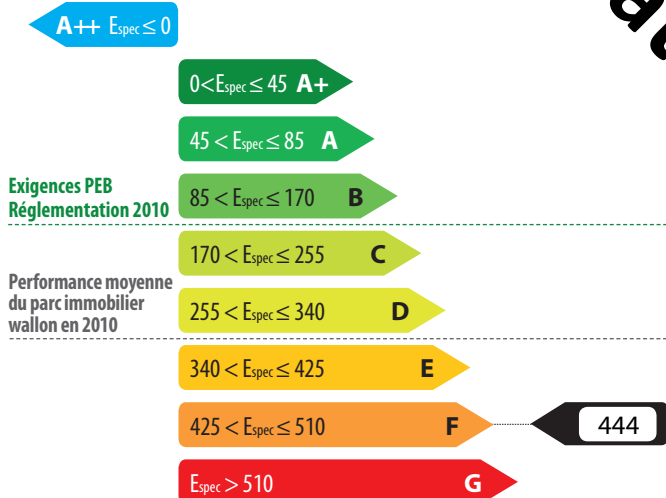 A++ Espec ≤ 0
0 < Espec ≤ 45 A+
45 < Espec ≤ 85 A
Exigences PEB
Réglementation 2010
85 < Espec ≤ 170 B
170 < Espec ≤ 255 C
Performance moyenne
du parc immobilier
wallon en 2010
255 < Espec ≤ 340 D
340 < Espec ≤ 425 E
425 < Espec ≤ 510 F
444
Espec > 510 G